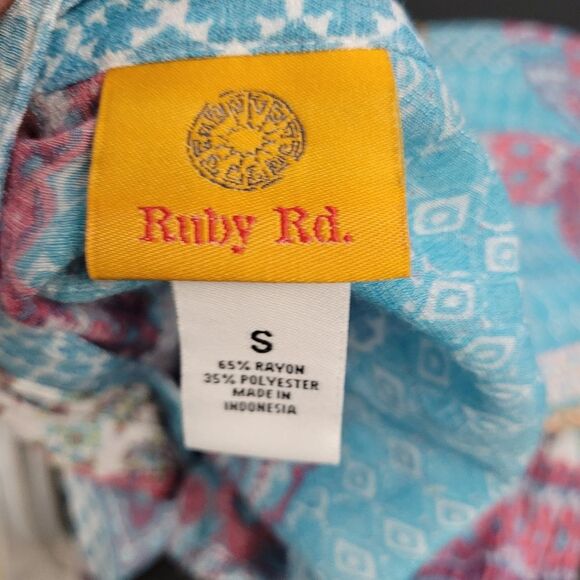 Ruby Rd.
S
65% RAYON
35% POLYESTER
MADE IN
INDONESIA